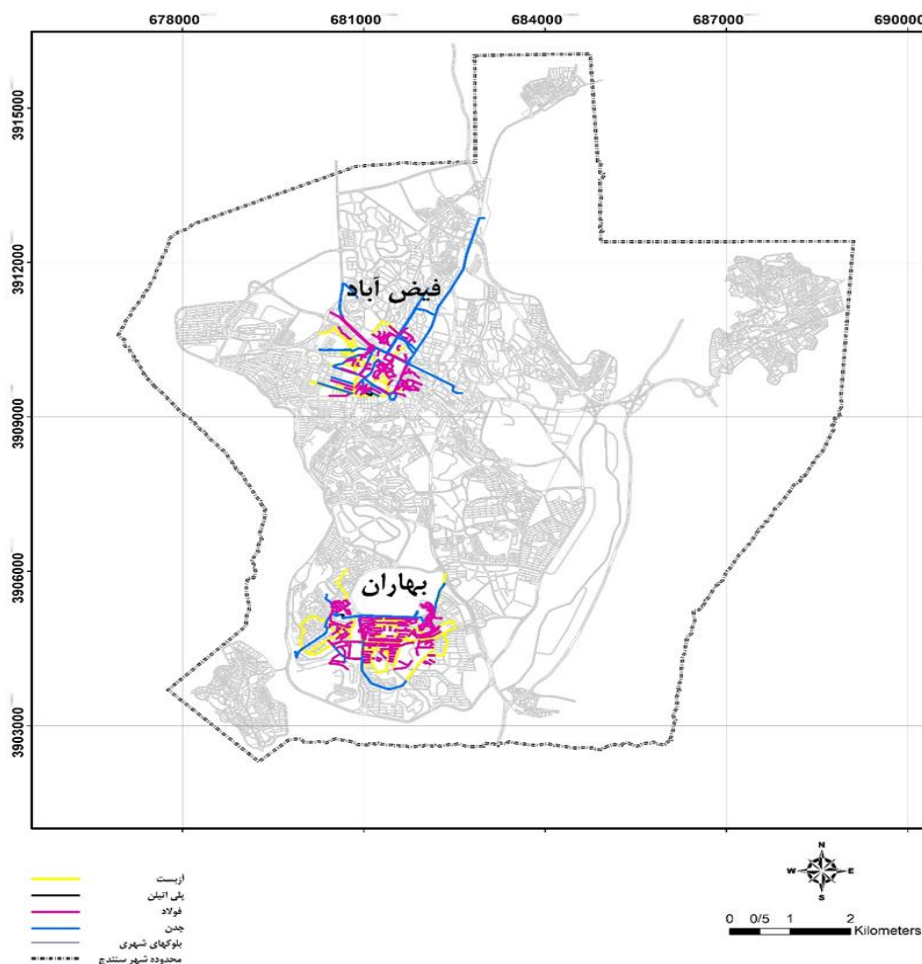 678000 681000 684000 687000 690000
3915000
3912000
فیض آباد
3909000
3906000
بهاران
3903000
آزبست
پلی اتیلن
فولاد
چدن
بلوکهای شهری
محدوده شهر سنندج
N
W E
S
0 0/5 1 2
Kilometers